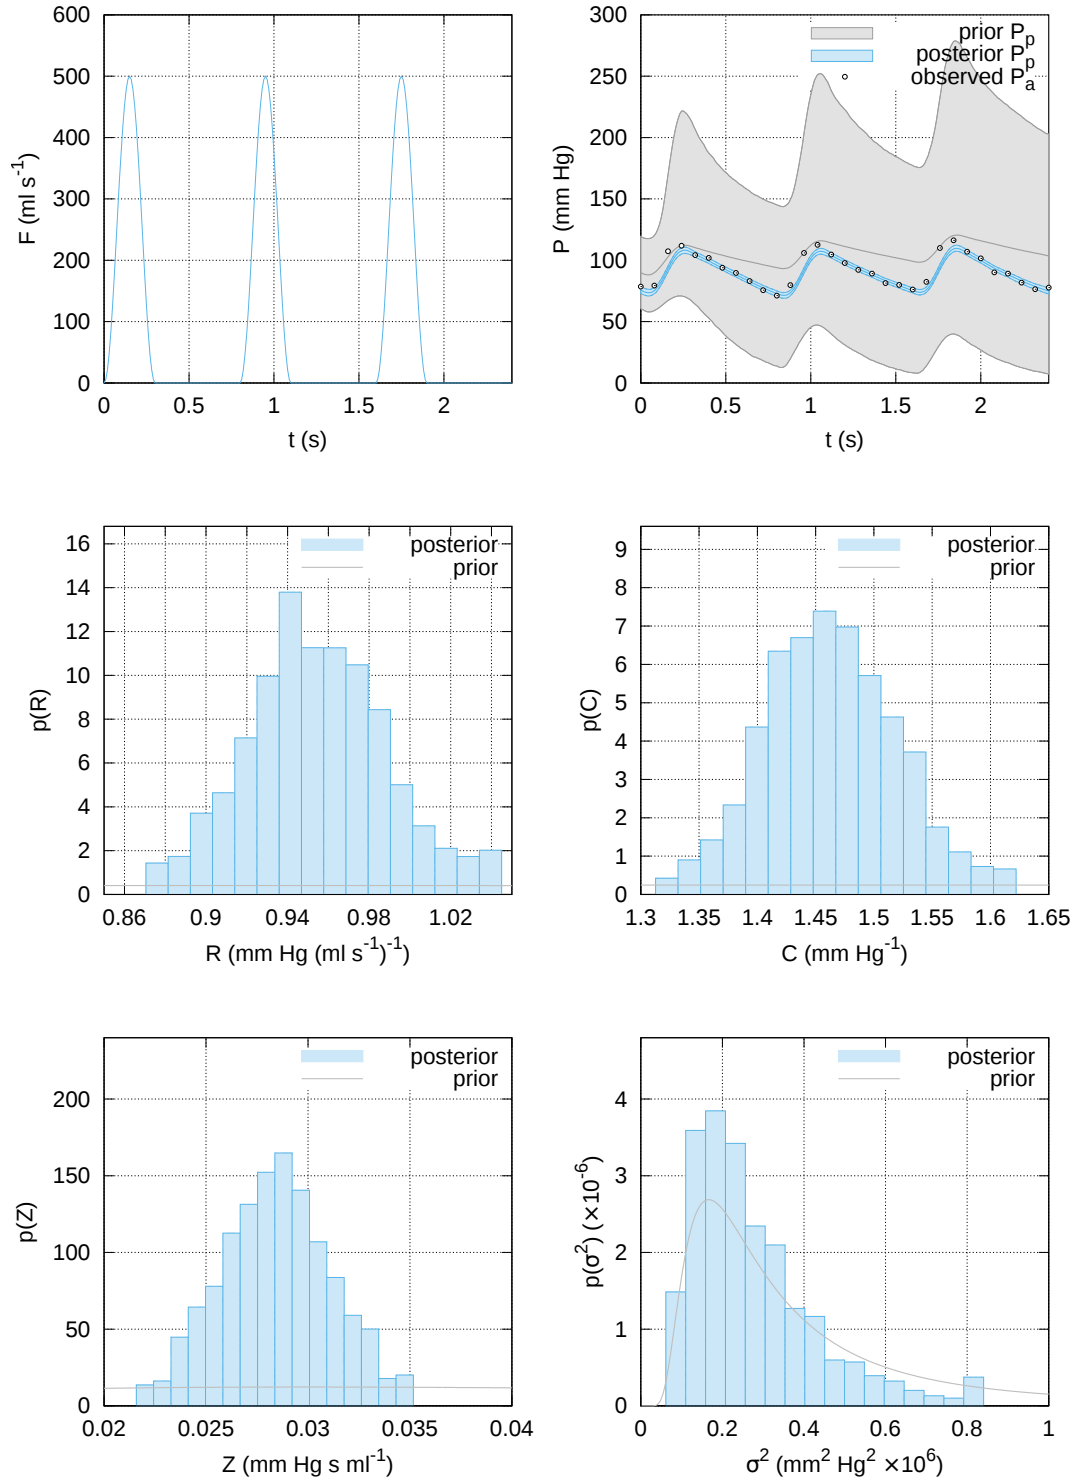 600
500
400
300
200
100
0
F (ml s⁻¹)
0 0.5 1 1.5 2
t (s)
300
250
200
150
100
50
0
P (mm Hg)
prior Pₚ
posterior Pₚ
observed Pₐ
0 0.5 1 1.5 2
t (s)
16
14
12
10
8
6
4
2
0
p(R)
posterior
prior
0.86 0.9 0.94 0.98 1.02
R (mm Hg (ml s⁻¹)⁻¹)
9
8
7
6
5
4
3
2
1
0
p(C)
posterior
prior
1.3 1.35 1.4 1.45 1.5 1.55 1.6 1.65
C (mm Hg⁻¹)
200
150
100
50
0
p(Z)
posterior
prior
0.02 0.025 0.03 0.035 0.04
Z (mm Hg s ml⁻¹)
4
3
2
1
0
p(σ²) (×10⁻⁶)
posterior
prior
0 0.2 0.4 0.6 0.8 1
σ² (mm² Hg² ×10⁶)